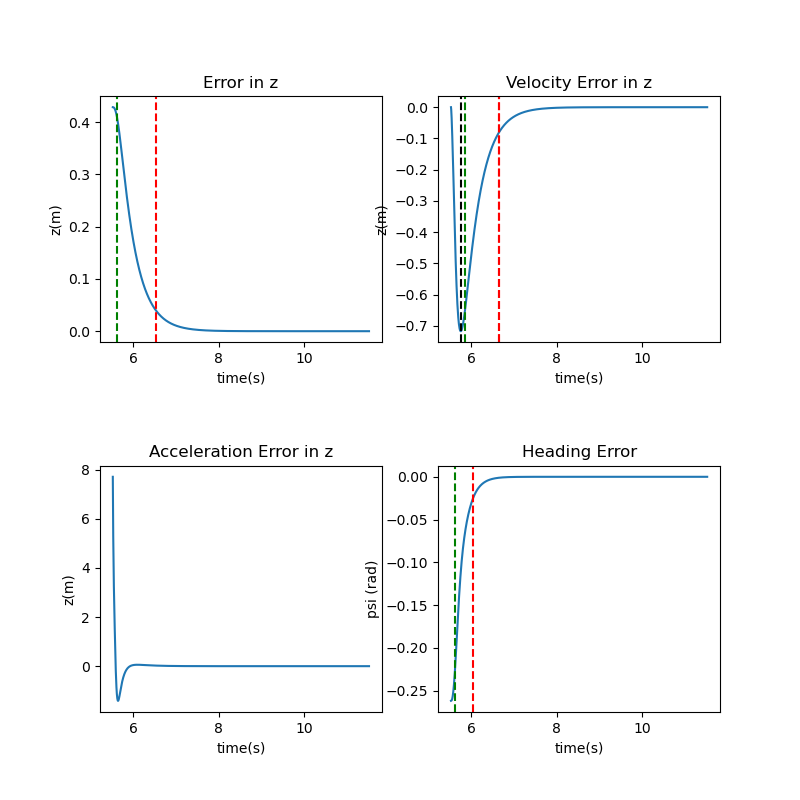 Error in z
0.4
0.3
0.2
0.1
0.0
z(m)
6 8 10
time(s)
Velocity Error in z
0.0
−0.1
−0.2
−0.3
−0.4
−0.5
−0.6
−0.7
z(m)
6 8 10
time(s)
Acceleration Error in z
8
6
4
2
0
z(m)
6 8 10
time(s)
Heading Error
0.00
−0.05
−0.10
−0.15
−0.20
−0.25
psi (rad)
6 8 10
time(s)